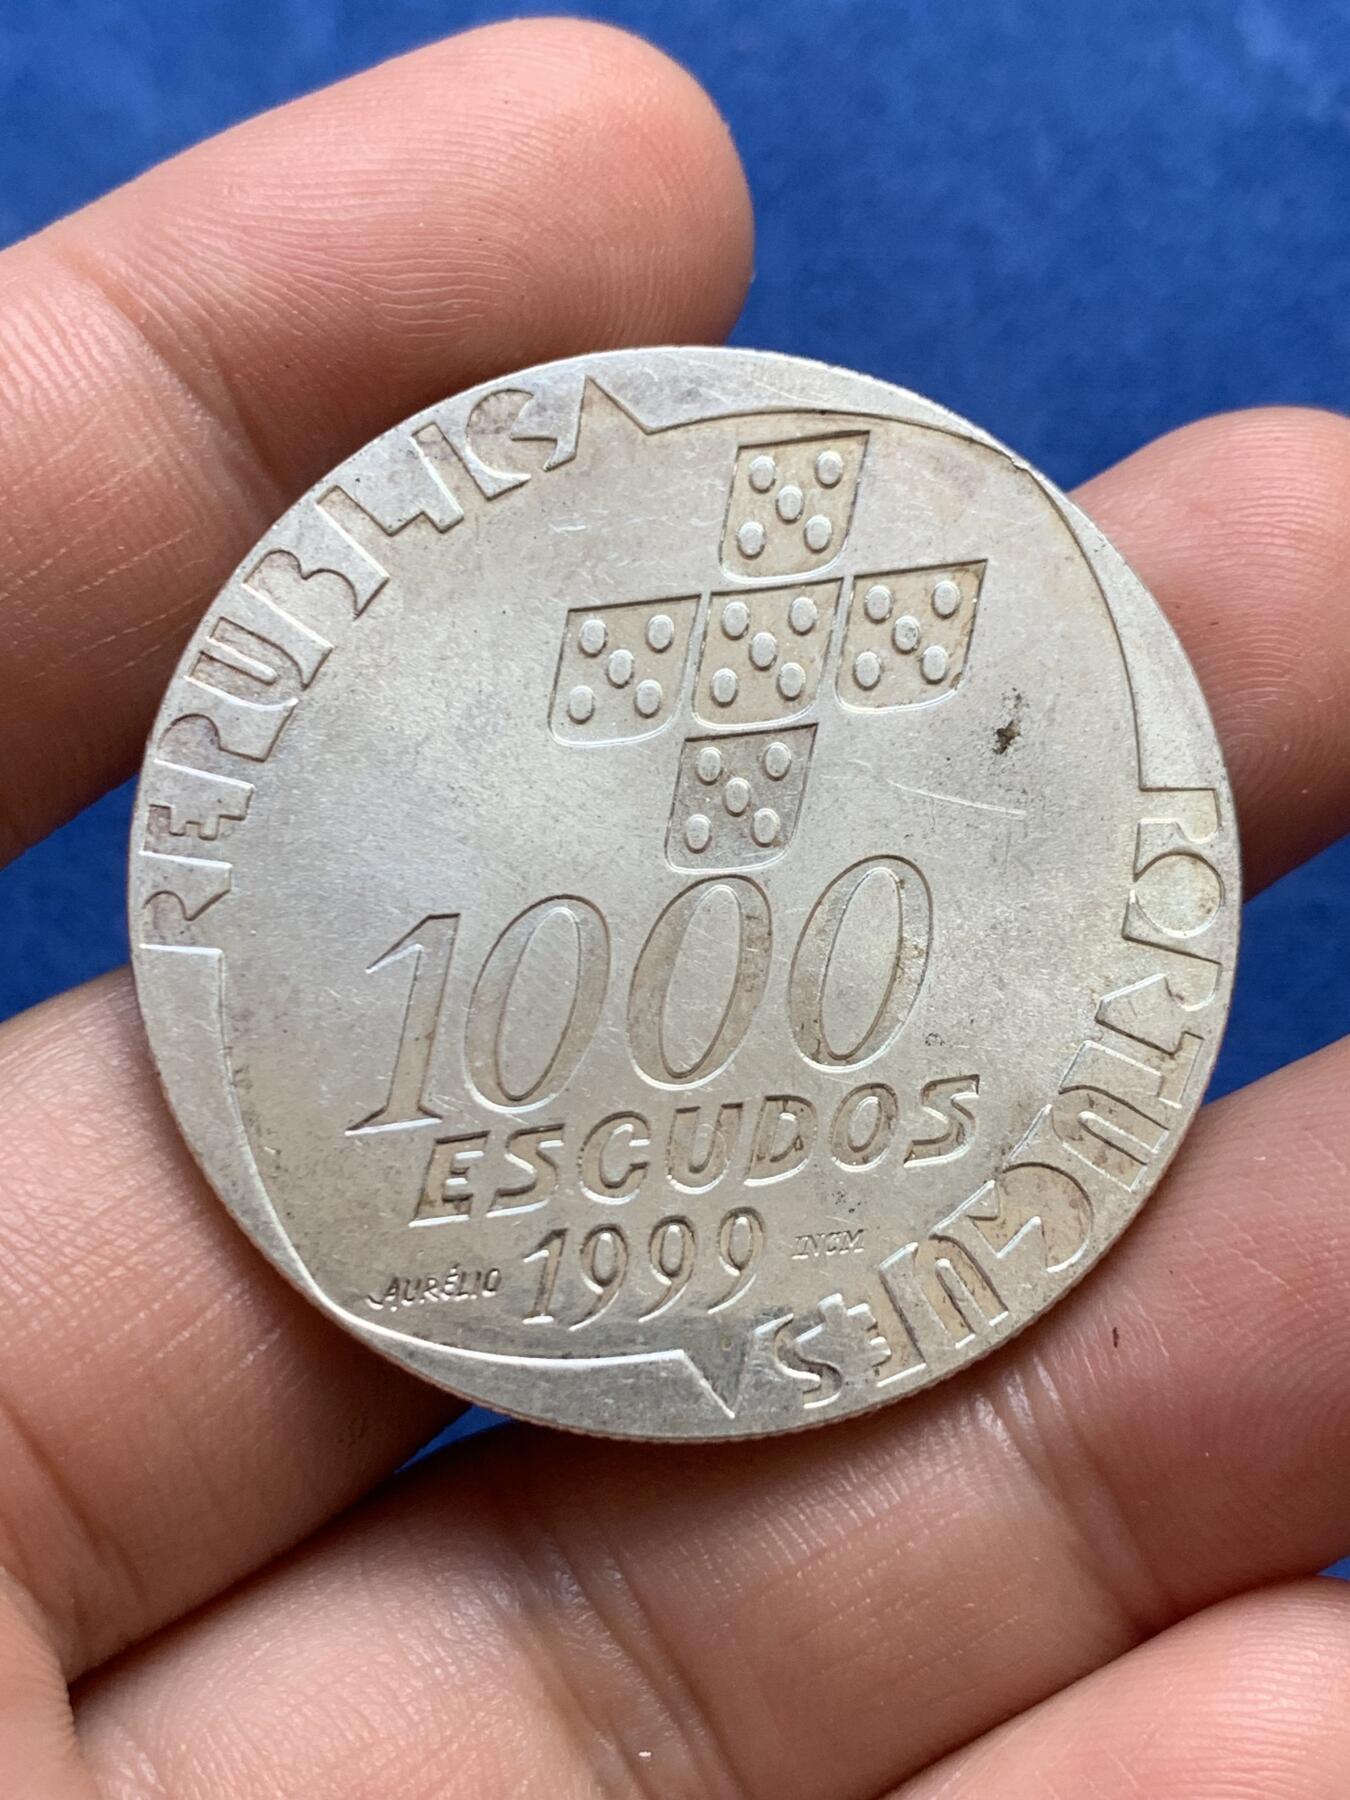 REPUBLICA
PORTUGUESA
1000
ESCUDOS
1999
INCM
AURÉLIO